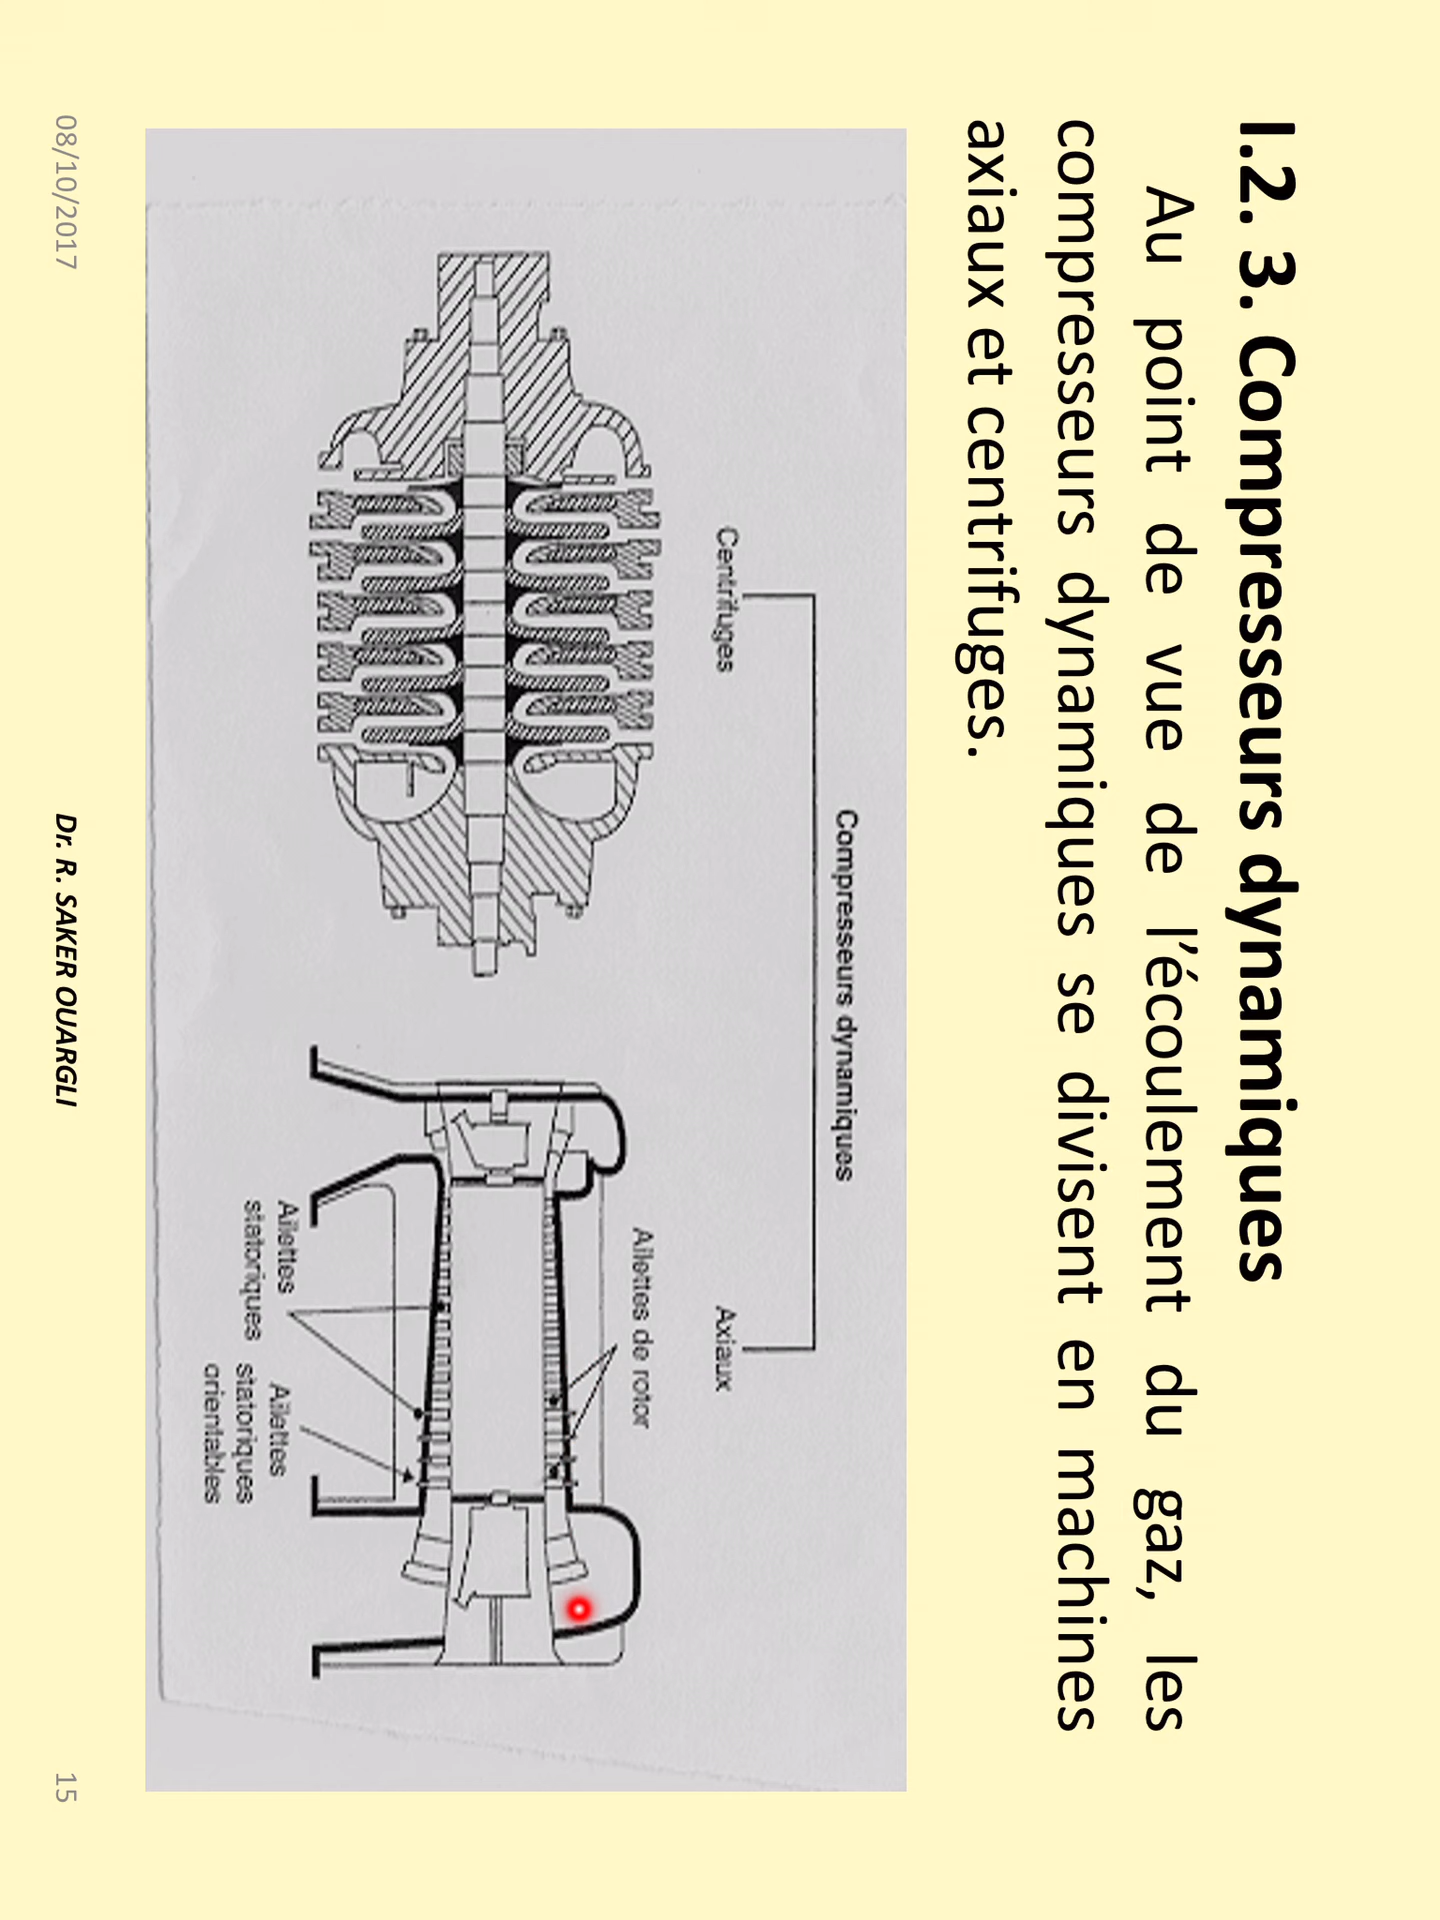 I.2. 3. Compresseurs dynamiques
Au point de vue de l’écoulement du gaz, les
compresseurs dynamiques se divisent en machines
axiaux et centrifuges.
Compresseurs dynamiques
Centrifuges
Axiaux
Ailettes de rotor
Ailettes
statoriques
Ailettes
statoriques
orientables
08/10/2017
Dr. R. SAKER OUARGLI
15